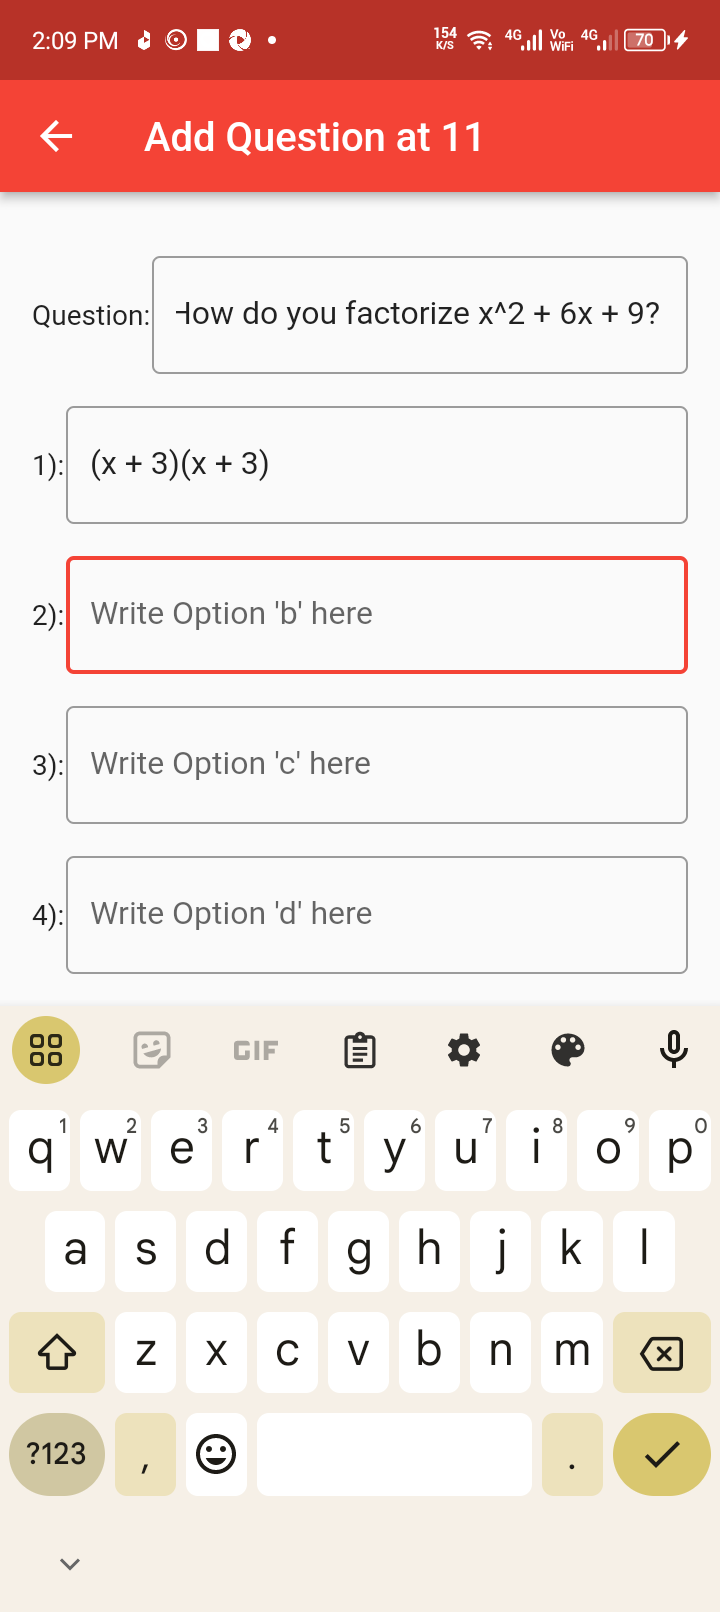 2:09 PM 154 K/S 4G Vo WiFi 4G 70
Add Question at 11
Question: How do you factorize x^2 + 6x + 9?
1): (x + 3)(x + 3)
2): Write Option 'b' here
3): Write Option 'c' here
4): Write Option 'd' here
GIF
q1 w2 e3 r4 t5 y6 u7 i8 o9 p0
a s d f g h j k l
z x c v b n m
?123 , .